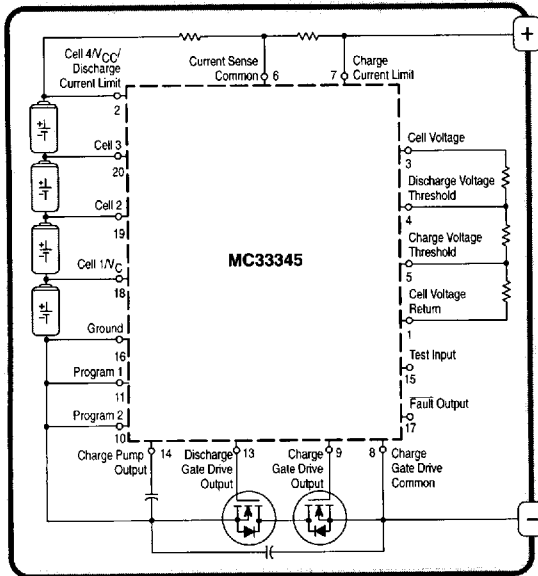 +
Cell 4/VCC/
Discharge
Current Limit
2
Current Sense
Common
6
7
Charge
Current Limit
Cell 3
20
Cell 2
19
Cell 1/VC
18
Ground
16
Program 1
11
Program 2
10
MC33345
Cell Voltage
3
Discharge Voltage
Threshold
4
Charge Voltage
Threshold
5
Cell Voltage
Return
1
Test Input
15
Fault Output
17
Charge Pump
Output
14
Discharge
Gate Drive
Output
13
Charge
Gate Drive
Output
9
8
Charge
Gate Drive
Common
−